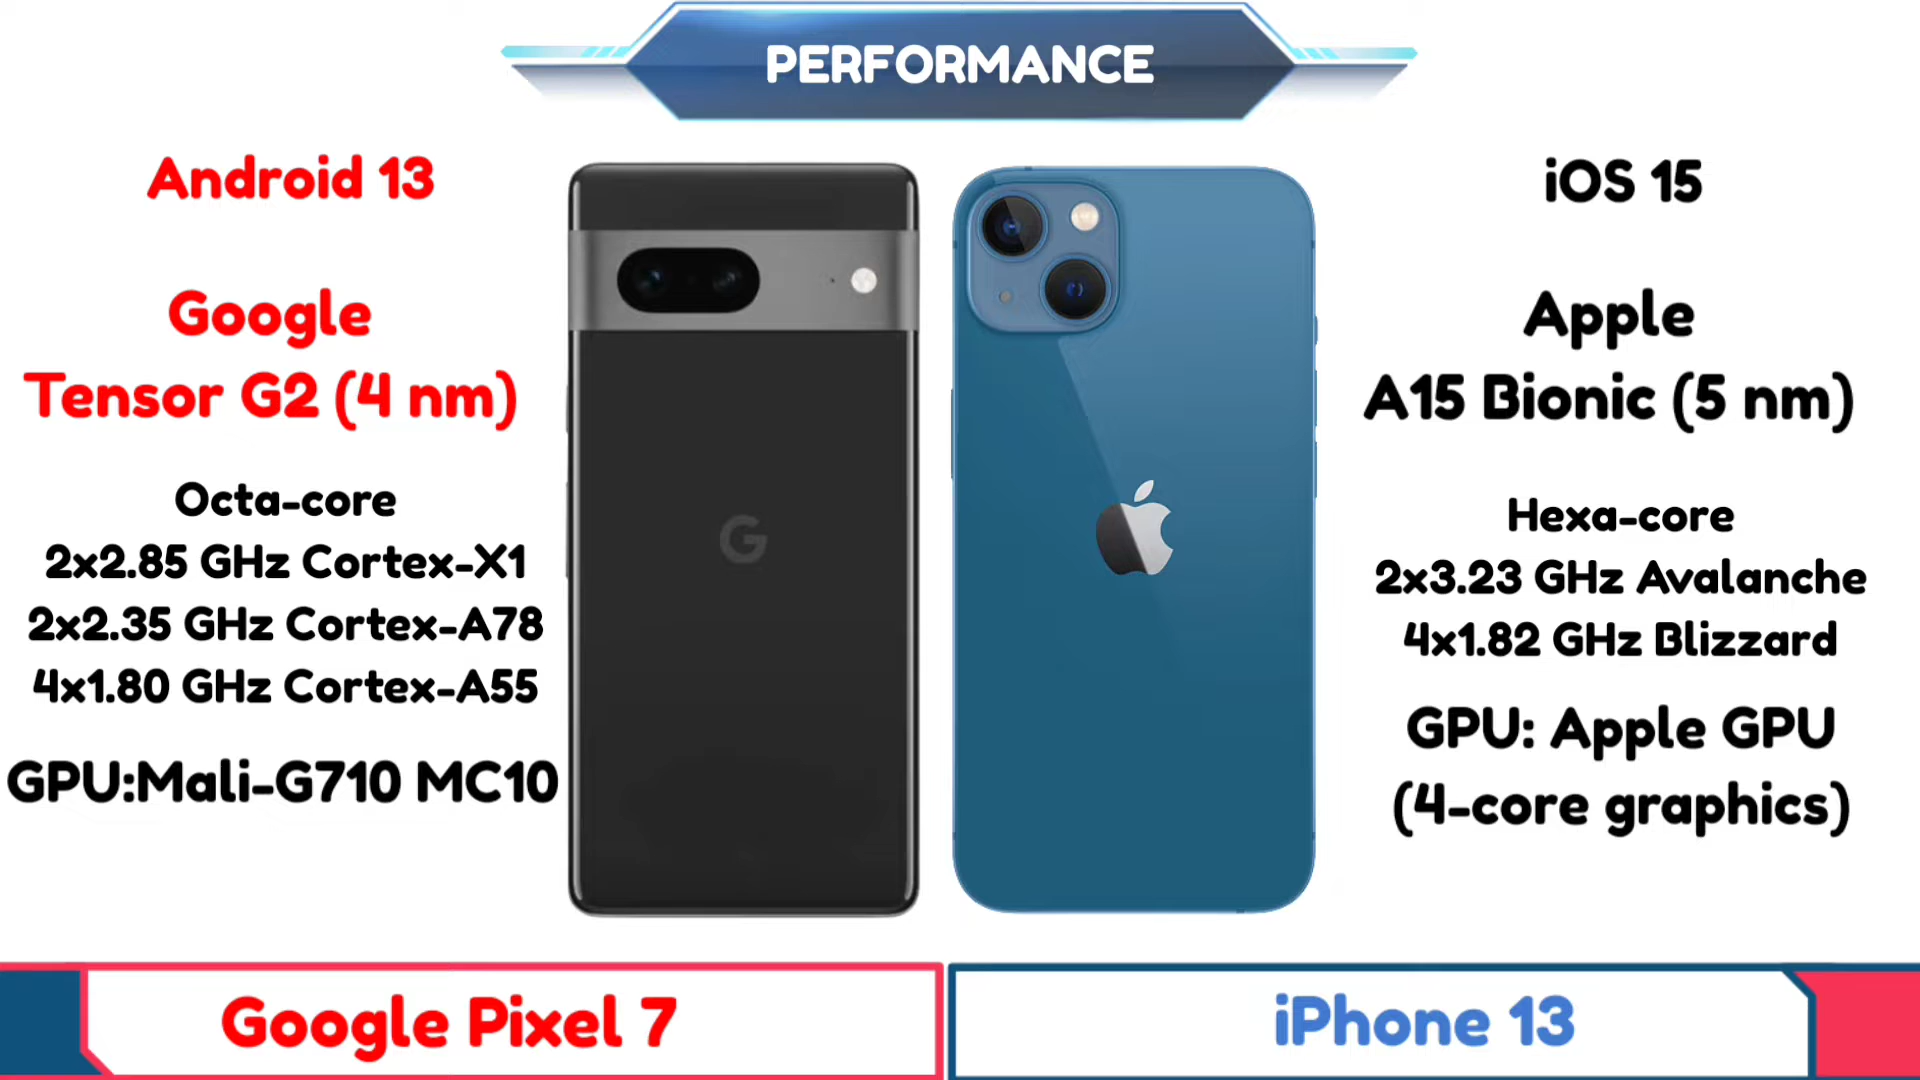 PERFORMANCE
Android 13
Google
Tensor G2 (4 nm)
Octa-core
2x2.85 GHz Cortex-X1
2x2.35 GHz Cortex-A78
4x1.80 GHz Cortex-A55
GPU:Mali-G710 MC10
G
iOS 15
Apple
A15 Bionic (5 nm)
Hexa-core
2x3.23 GHz Avalanche
4x1.82 GHz Blizzard
GPU: Apple GPU
(4-core graphics)
Google Pixel 7
iPhone 13